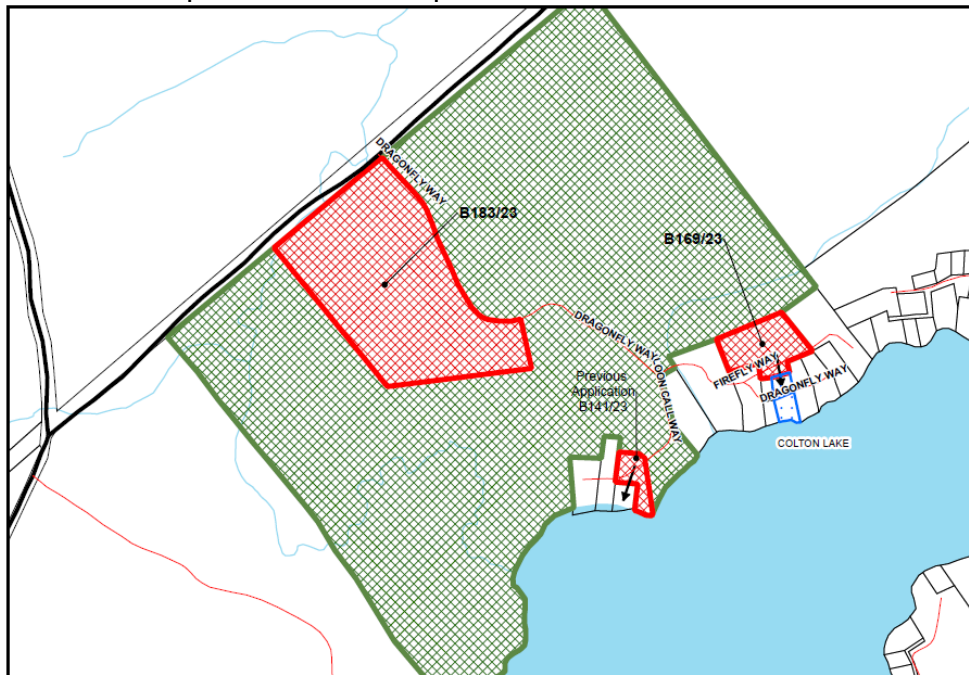 DRAGONFLY WAY
B183/23
B169/23
DRAGONFLY WAY
LOON CALL WAY
FIREFLY WAY
DRAGONFLY WAY
Previous
Application
B141/23
COLTON LAKE